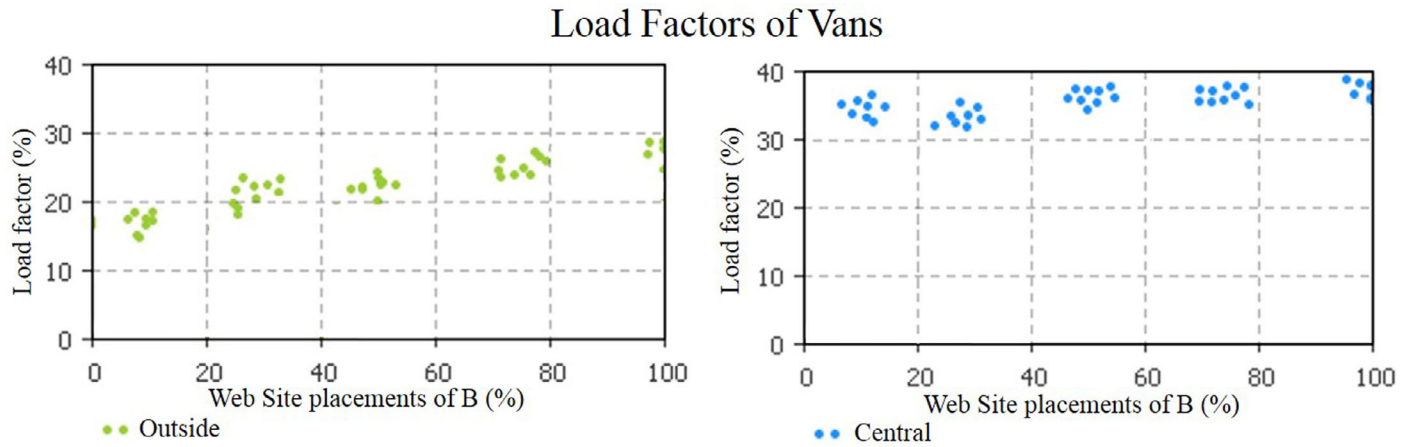 Load Factors of Vans
40
30
20
10
0
Load factor (%)
0 20 40 60 80 100
Web Site placements of B (%)
Outside
40
30
20
10
0
Load factor (%)
0 20 40 60 80 100
Web Site placements of B (%)
Central